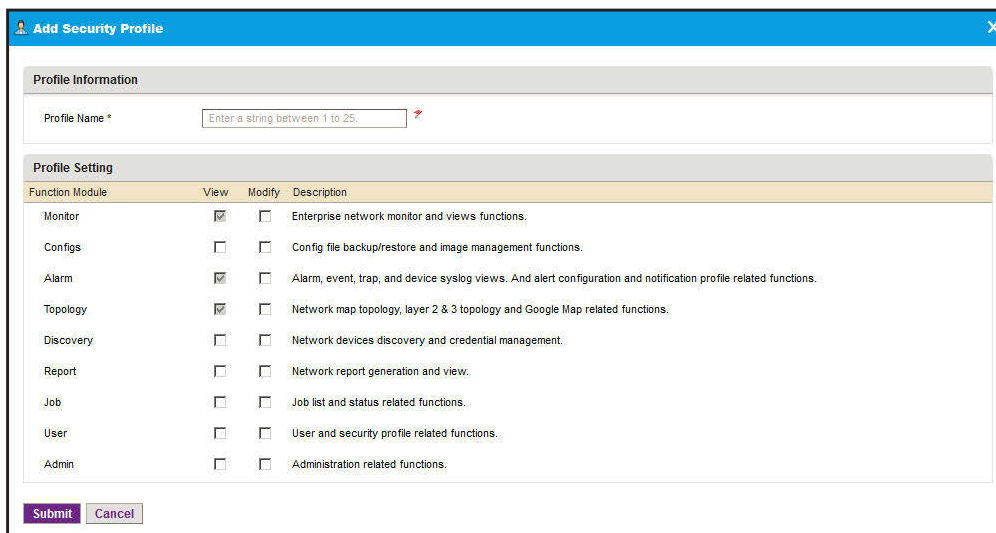 Add Security Profile
Profile Information
Profile Name * Enter a string between 1 to 25.
Profile Setting
Function Module View Modify Description
Monitor Enterprise network monitor and views functions.
Configs Config file backup/restore and image management functions.
Alarm Alarm, event, trap, and device syslog views. And alert configuration and notification profile related functions.
Topology Network map topology, layer 2 & 3 topology and Google Map related functions.
Discovery Network devices discovery and credential management.
Report Network report generation and view.
Job Job list and status related functions.
User User and security profile related functions.
Admin Administration related functions.
Submit Cancel